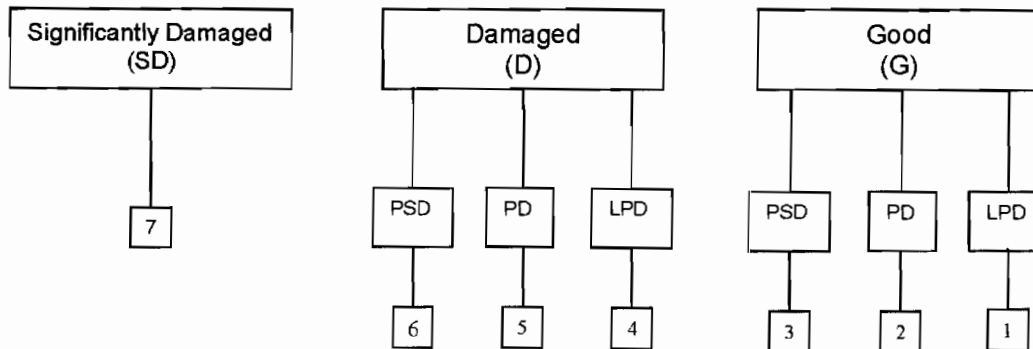 Significantly Damaged
(SD)
Damaged
(D)
Good
(G)
PSD
PD
LPD
PSD
PD
LPD
7
6
5
4
3
2
1